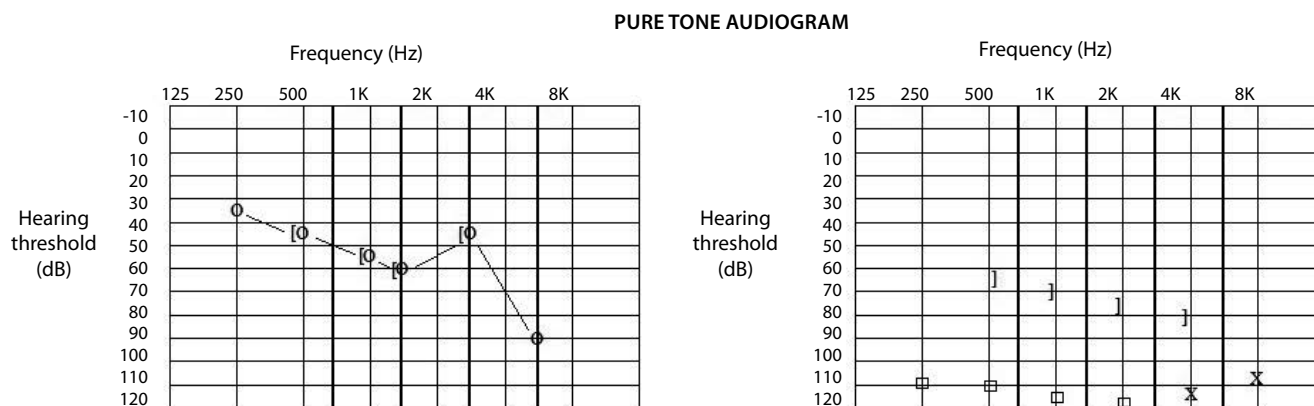 PURE TONE AUDIOGRAM
Frequency (Hz)
125 250 500 1K 2K 4K 8K
-10
0
10
20
30
40
50
60
70
80
90
100
110
120
Hearing
threshold
(dB)
Frequency (Hz)
125 250 500 1K 2K 4K 8K
-10
0
10
20
30
40
50
60
70
80
90
100
110
120
Hearing
threshold
(dB)